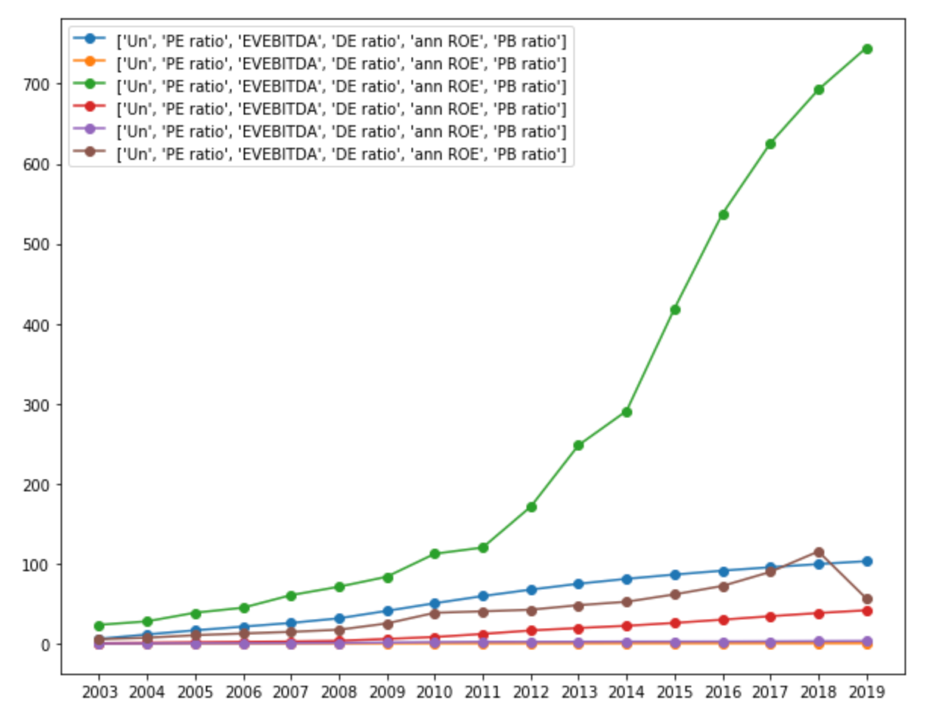 ['Un', 'PE ratio', 'EVEBITDA', 'DE ratio', 'ann ROE', 'PB ratio']
['Un', 'PE ratio', 'EVEBITDA', 'DE ratio', 'ann ROE', 'PB ratio']
['Un', 'PE ratio', 'EVEBITDA', 'DE ratio', 'ann ROE', 'PB ratio']
['Un', 'PE ratio', 'EVEBITDA', 'DE ratio', 'ann ROE', 'PB ratio']
['Un', 'PE ratio', 'EVEBITDA', 'DE ratio', 'ann ROE', 'PB ratio']
['Un', 'PE ratio', 'EVEBITDA', 'DE ratio', 'ann ROE', 'PB ratio']
700
600
500
400
300
200
100
0
2003 2004 2005 2006 2007 2008 2009 2010 2011 2012 2013 2014 2015 2016 2017 2018 2019